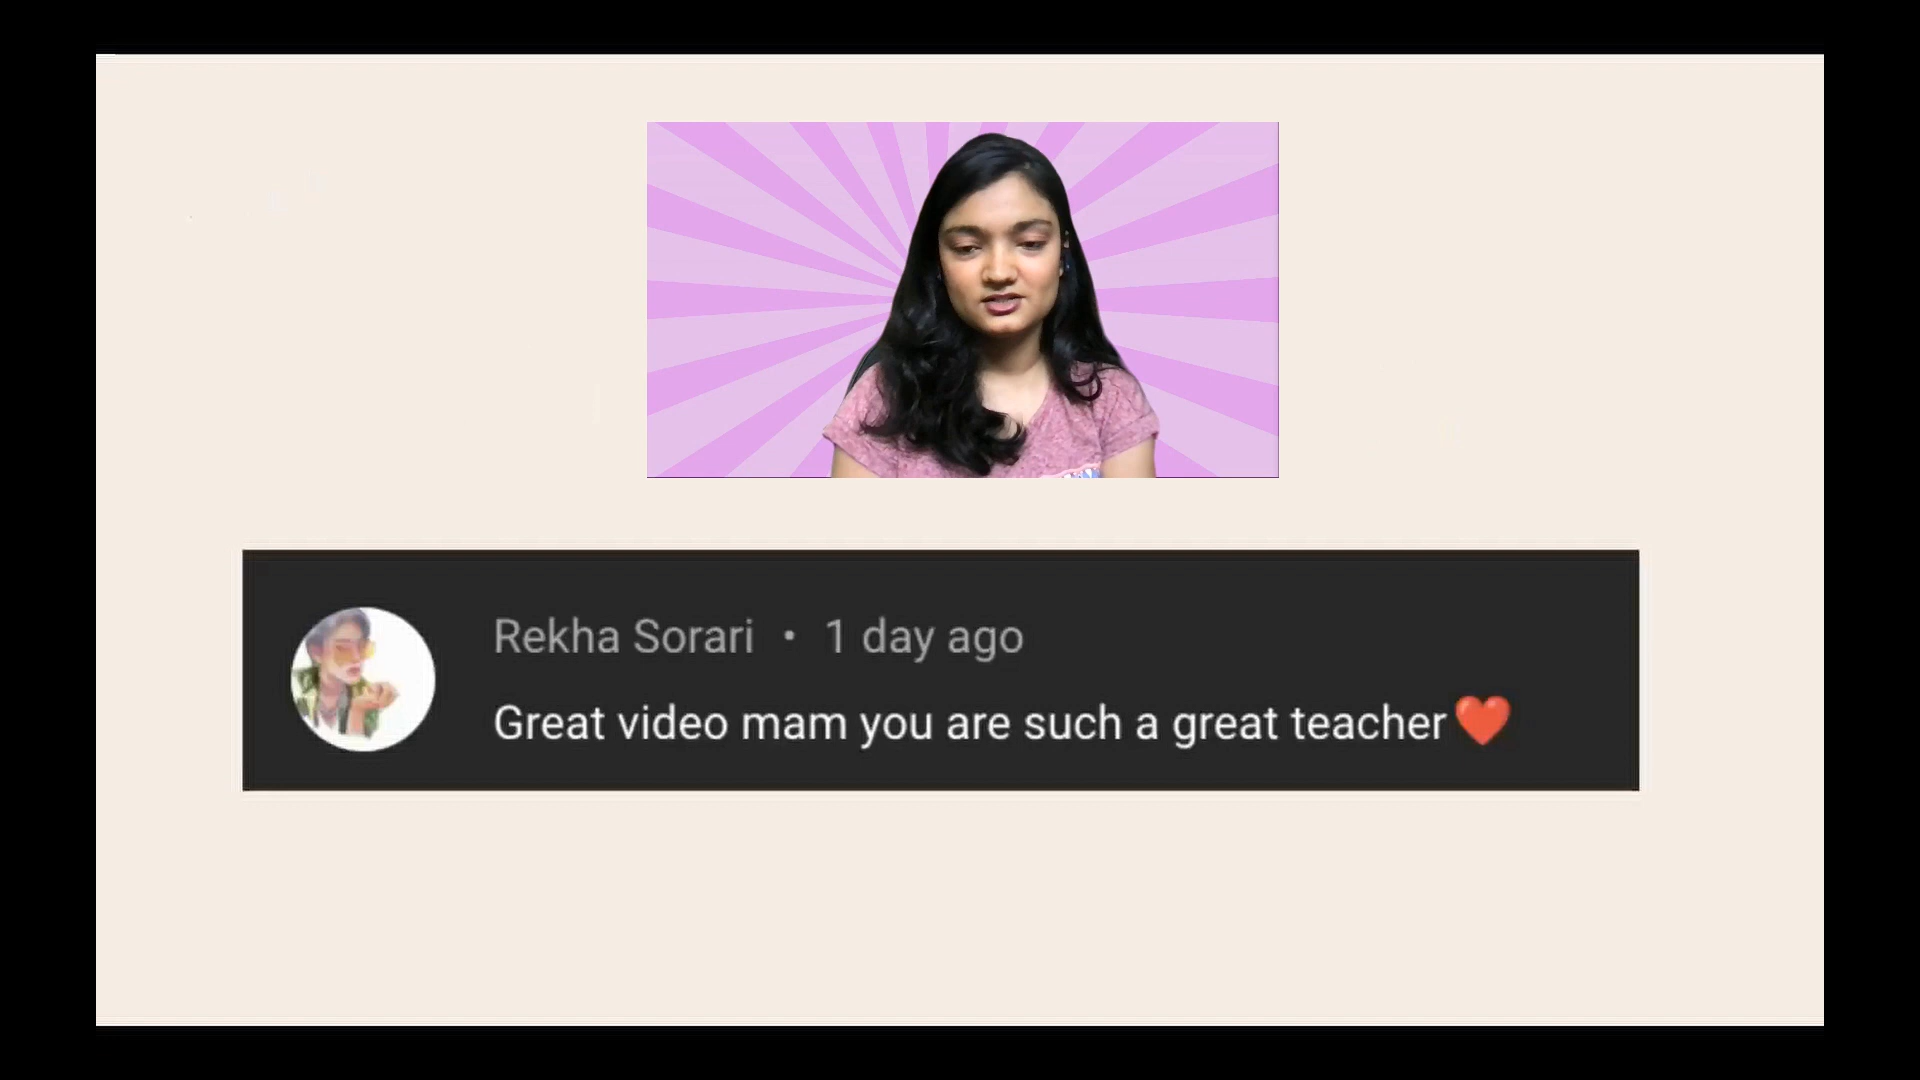 Rekha Sorari • 1 day ago
Great video mam you are such a great teacher❤️